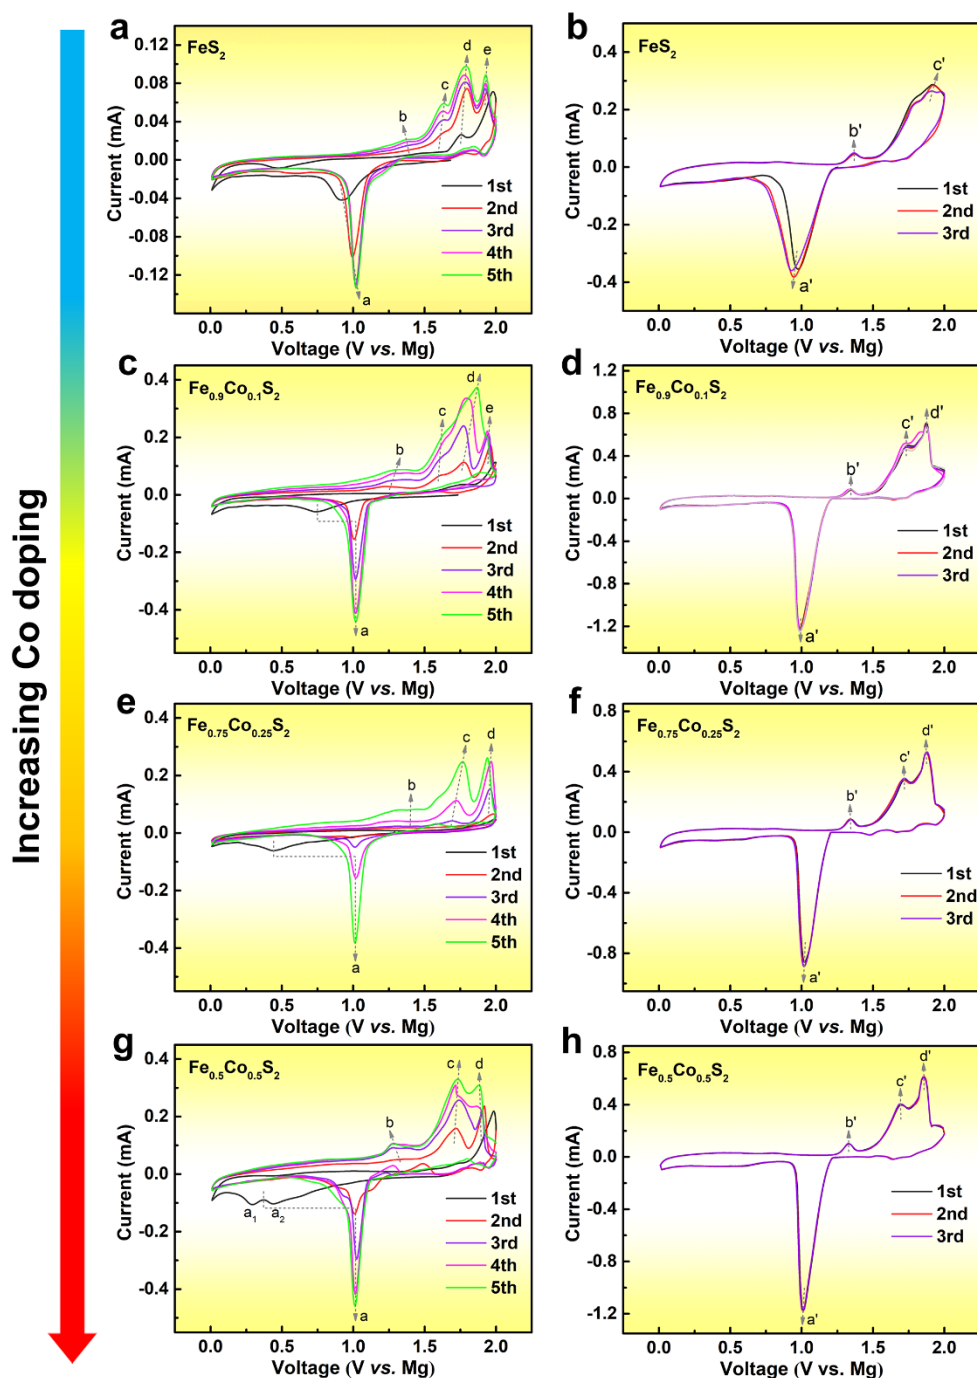 Increasing Co doping
a
FeS₂
0.12
0.08
0.04
0.00
-0.04
-0.08
-0.12
Current (mA)
b
c
d
e
a
1st
2nd
3rd
4th
5th
0.0 0.5 1.0 1.5 2.0
Voltage (V vs. Mg)
b
FeS₂
0.4
0.2
0.0
-0.2
-0.4
Current (mA)
b'
c'
a'
1st
2nd
3rd
0.0 0.5 1.0 1.5 2.0
Voltage (V vs. Mg)
c
Fe₀.₉Co₀.₁S₂
0.4
0.2
0.0
-0.2
-0.4
Current (mA)
b
c
d
e
a
1st
2nd
3rd
4th
5th
0.0 0.5 1.0 1.5 2.0
Voltage (V vs. Mg)
d
Fe₀.₉Co₀.₁S₂
1.2
0.8
0.4
0.0
-0.4
-0.8
-1.2
Current (mA)
b'
c'
d'
a'
1st
2nd
3rd
0.0 0.5 1.0 1.5 2.0
Voltage (V vs. Mg)
e
Fe₀.₇₅Co₀.₂₅S₂
0.4
0.2
0.0
-0.2
-0.4
Current (mA)
b
c
d
a
1st
2nd
3rd
4th
5th
0.0 0.5 1.0 1.5 2.0
Voltage (V vs. Mg)
f
Fe₀.₇₅Co₀.₂₅S₂
0.8
0.4
0.0
-0.4
-0.8
Current (mA)
b'
c'
d'
a'
1st
2nd
3rd
0.0 0.5 1.0 1.5 2.0
Voltage (V vs. Mg)
g
Fe₀.₅Co₀.₅S₂
0.4
0.2
0.0
-0.2
-0.4
Current (mA)
b
c
d
a₁ a₂
a
1st
2nd
3rd
4th
5th
0.0 0.5 1.0 1.5 2.0
Voltage (V vs. Mg)
h
Fe₀.₅Co₀.₅S₂
0.8
0.4
0.0
-0.4
-0.8
-1.2
Current (mA)
b'
c'
d'
a'
1st
2nd
3rd
0.0 0.5 1.0 1.5 2.0
Voltage (V vs. Mg)